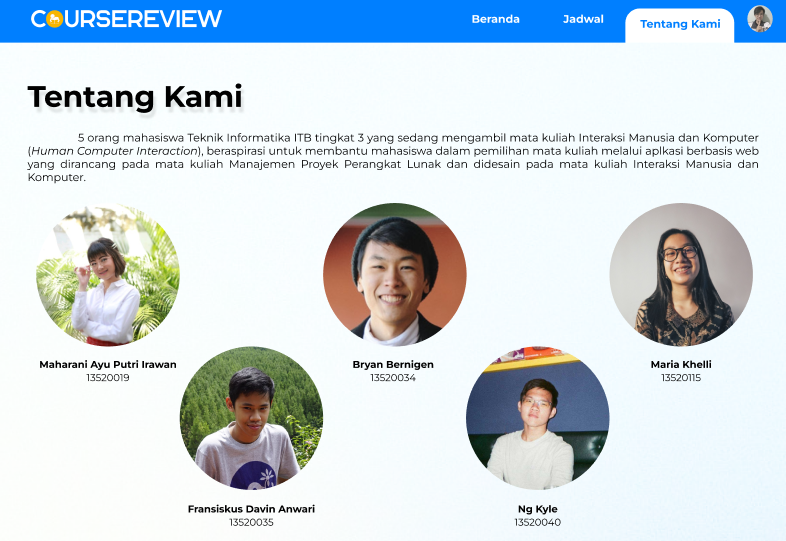 COURSEREVIEW
Beranda
Jadwal
Tentang Kami
Tentang Kami
5 orang mahasiswa Teknik Informatika ITB tingkat 3 yang sedang mengambil mata kuliah Interaksi Manusia dan Komputer
(Human Computer Interaction), beraspirasi untuk membantu mahasiswa dalam pemilihan mata kuliah melalui aplkasi berbasis web
yang dirancang pada mata kuliah Manajemen Proyek Perangkat Lunak dan didesain pada mata kuliah Interaksi Manusia dan
Komputer.
Maharani Ayu Putri Irawan
13520019
Bryan Bernigen
13520034
Maria Khelli
13520115
Fransiskus Davin Anwari
13520035
Ng Kyle
13520040